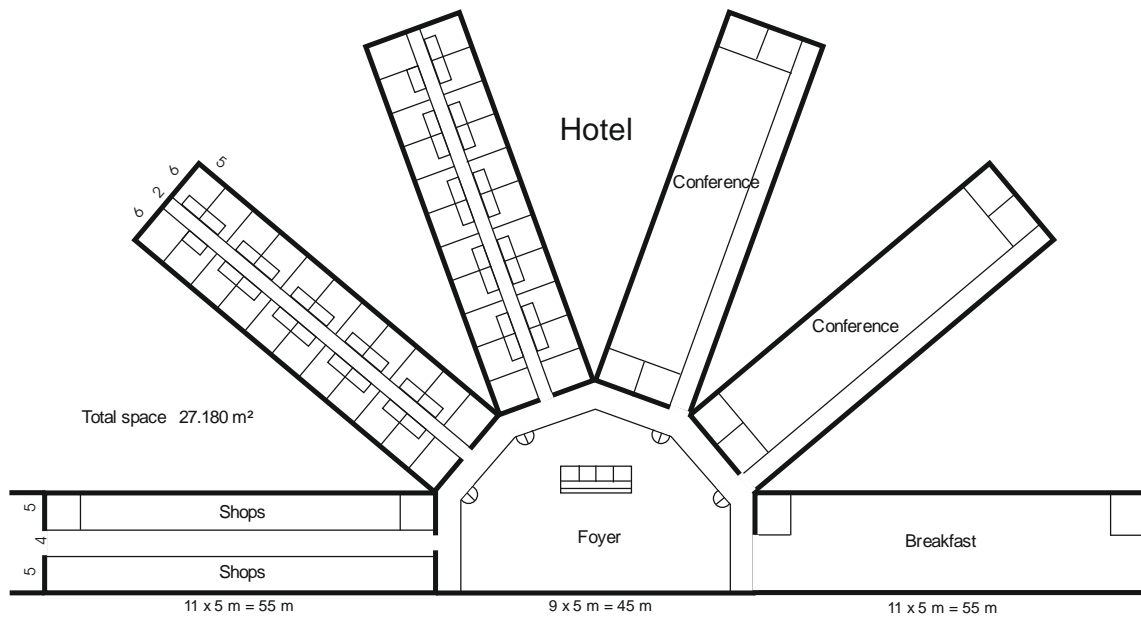 Hotel
Conference
5
6
2
6
Conference
Total space 27.180 m²
5
Shops
4
Foyer
Breakfast
5
Shops
11 x 5 m = 55 m
9 x 5 m = 45 m
11 x 5 m = 55 m